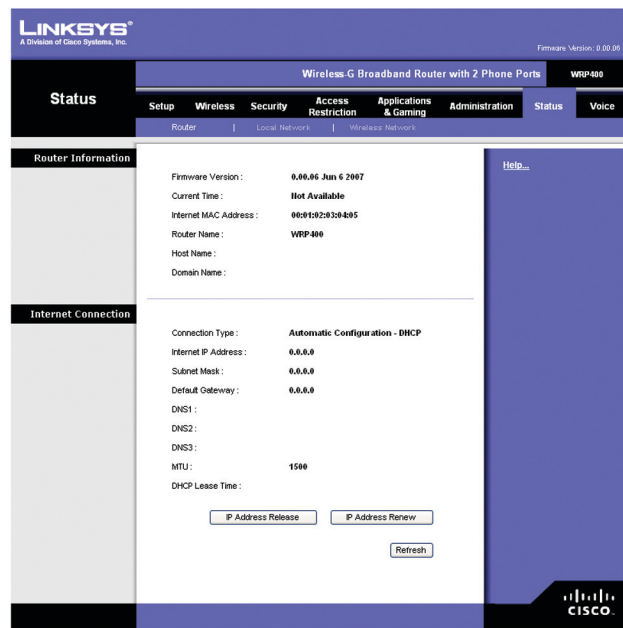 LINKSYS®
A Division of Cisco Systems, Inc.
Firmware Version: 0.00.06
Wireless-G Broadband Router with 2 Phone Ports WRP400
Status
Setup Wireless Security Access Restriction Applications & Gaming Administration Status Voice
Router | Local Network | Wireless Network
Router Information
Help...
Firmware Version : 0.00.06 Jun 6 2007
Current Time : Not Available
Internet MAC Address : 00:01:02:03:04:05
Router Name : WRP400
Host Name :
Domain Name :
Internet Connection
Connection Type : Automatic Configuration - DHCP
Internet IP Address : 0.0.0.0
Subnet Mask : 0.0.0.0
Default Gateway : 0.0.0.0
DNS1 :
DNS2 :
DNS3 :
MTU : 1500
DHCP Lease Time :
IP Address Release IP Address Renew
Refresh
CISCO.